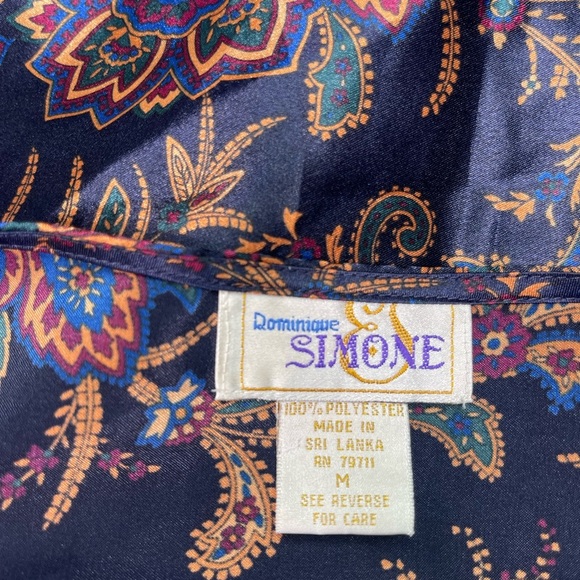 Dominique
SIMONE
100% POLYESTER
MADE IN
SRI LANKA
RN 79711
M
SEE REVERSE
FOR CARE